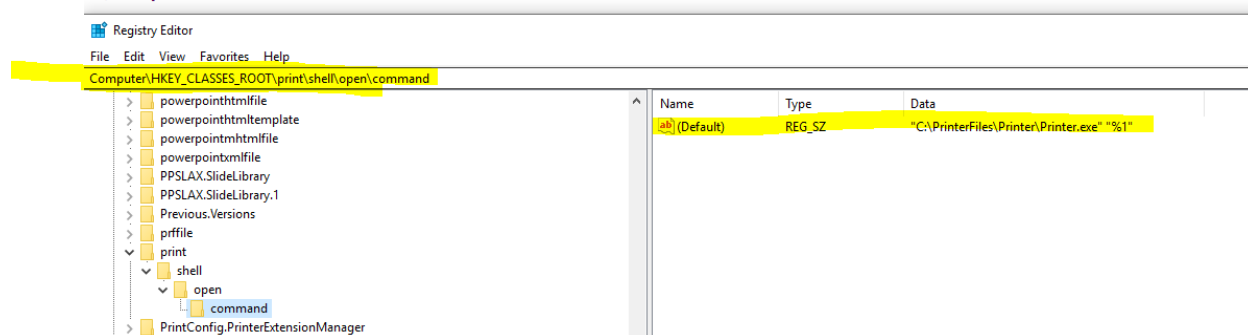 Registry Editor
File Edit View Favorites Help
Computer\HKEY_CLASSES_ROOT\print\shell\open\command
powerpointhtmlfile
powerpointhtmltemplate
powerpointmhtmlfile
powerpointxmlfile
PPSLAX.SlideLibrary
PPSLAX.SlideLibrary.1
Previous.Versions
prffile
print
shell
open
command
PrintConfig.PrinterExtensionManager
Name Type Data
ab (Default) REG_SZ "C:\PrinterFiles\Printer\Printer.exe" "%1"